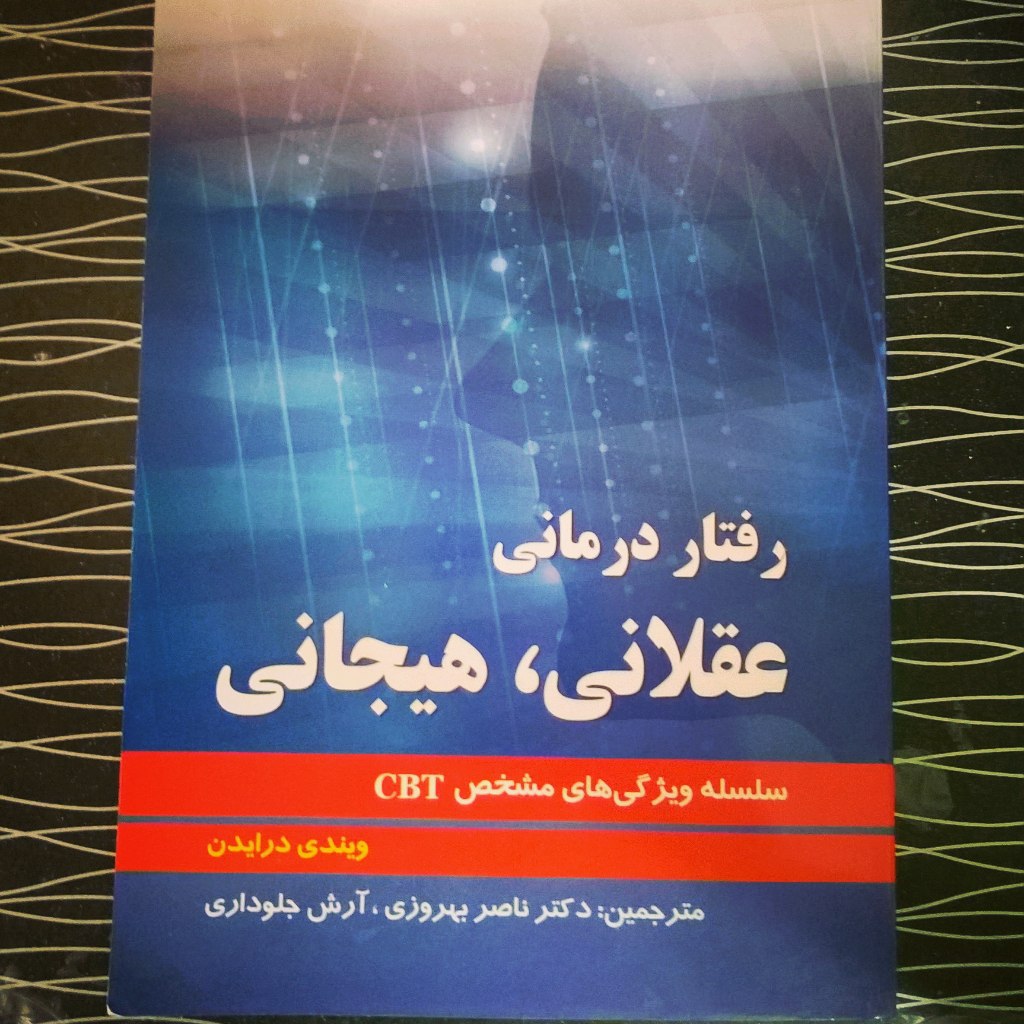 رفتار درمانی
عقلانی، هیجانی
سلسله ویژگی‌های مشخص CBT
ویندی درایدن
مترجمین: دکتر ناصر بهروزی، آرش جلوداری